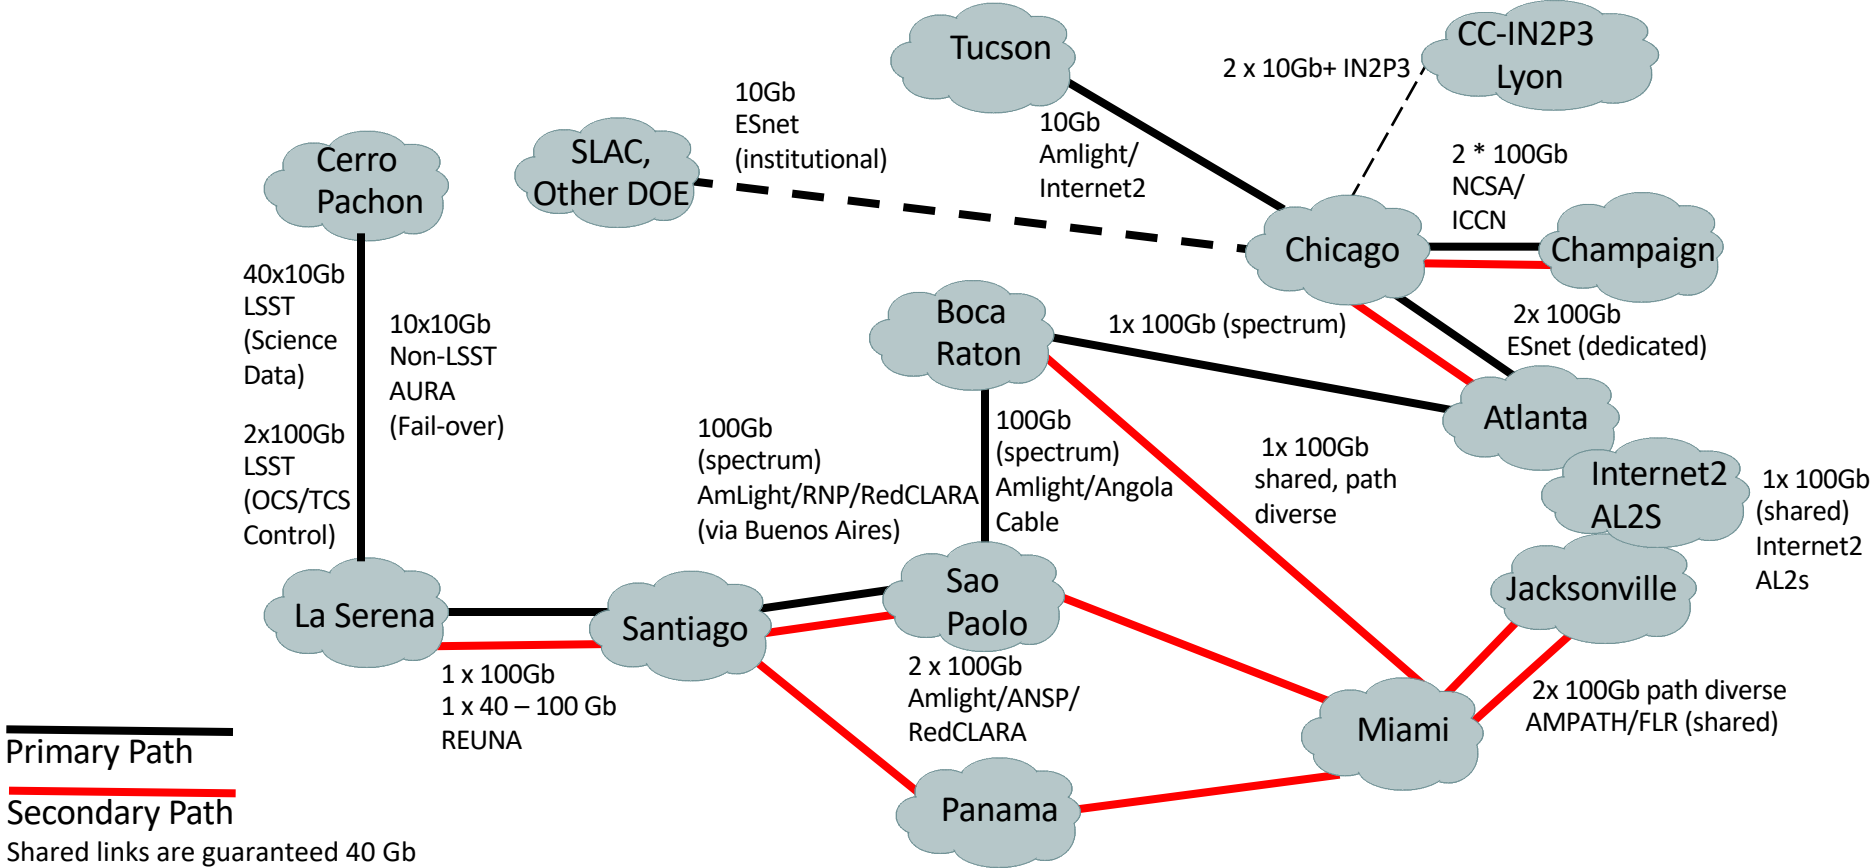 Tucson
CC-IN2P3
Lyon
2 x 10Gb+ IN2P3
10Gb
ESnet
(institutional)
10Gb
Amlight/
Internet2
SLAC,
Other DOE
Cerro
Pachon
2 * 100Gb
NCSA/
ICCN
Chicago
Champaign
40x10Gb
LSST
(Science
Data)
10x10Gb
Non-LSST
AURA
(Fail-over)
2x100Gb
LSST
(OCS/TCS
Control)
Boca
Raton
1x 100Gb (spectrum)
2x 100Gb
ESnet (dedicated)
Atlanta
100Gb
(spectrum)
AmLight/RNP/RedCLARA
(via Buenos Aires)
100Gb
(spectrum)
Amlight/Angola
Cable
1x 100Gb
shared, path
diverse
Internet2
AL2S
1x 100Gb
(shared)
Internet2
AL2s
Jacksonville
La Serena
Santiago
Sao
Paolo
1 x 100Gb
1 x 40 – 100 Gb
REUNA
2 x 100Gb
Amlight/ANSP/
RedCLARA
2x 100Gb path diverse
AMPATH/FLR (shared)
Miami
Panama
Primary Path
Secondary Path
Shared links are guaranteed 40 Gb